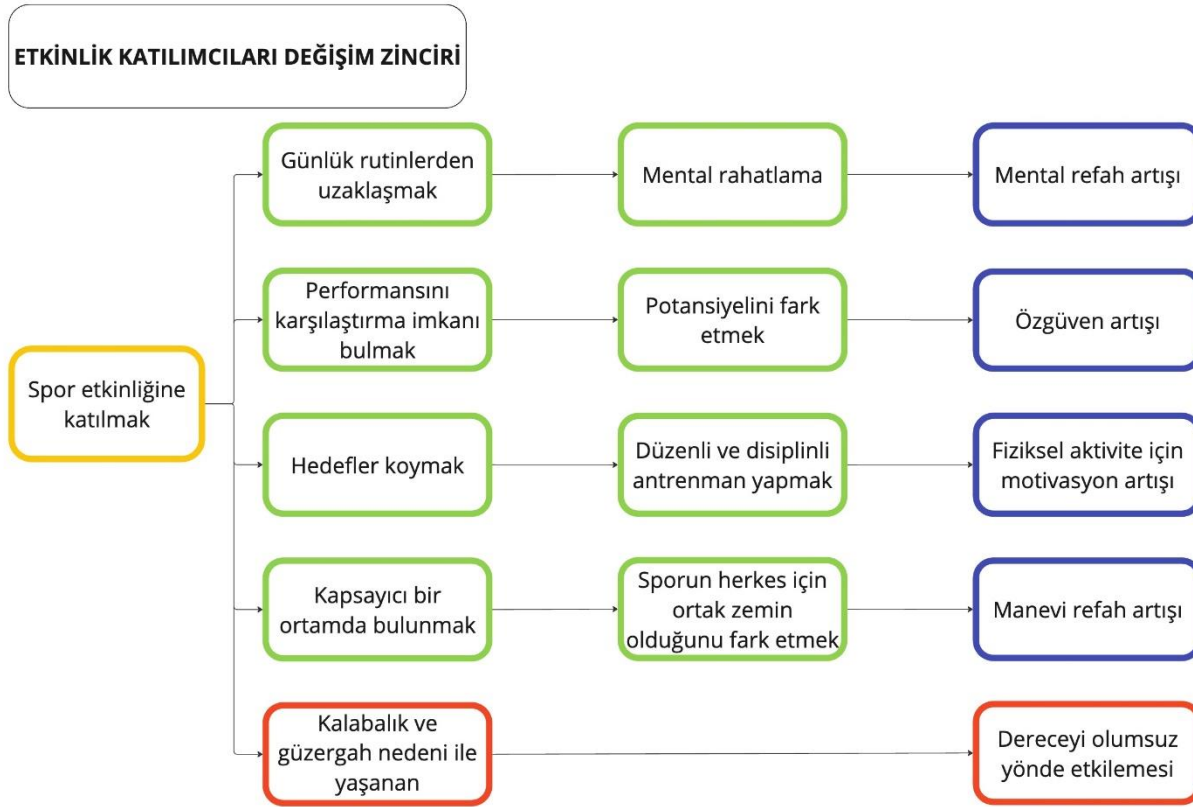 ETKİNLİK KATILIMCILARI DEĞİŞİM ZİNCİRİ
Günlük rutinlerden
uzaklaşmak
Mental rahatlama
Mental refah artışı
Performansını
karşılaştırma imkanı
bulmak
Potansiyelini fark
etmek
Özgüven artışı
Spor etkinliğine
katılmak
Hedefler koymak
Düzenli ve disiplinli
antrenman yapmak
Fiziksel aktivite için
motivasyon artışı
Kapsayıcı bir
ortamda bulunmak
Sporun herkes için
ortak zemin
olduğunu fark etmek
Manevi refah artışı
Kalabalık ve
güzergah nedeni ile
yaşanan
Dereceyi olumsuz
yönde etkilemesi